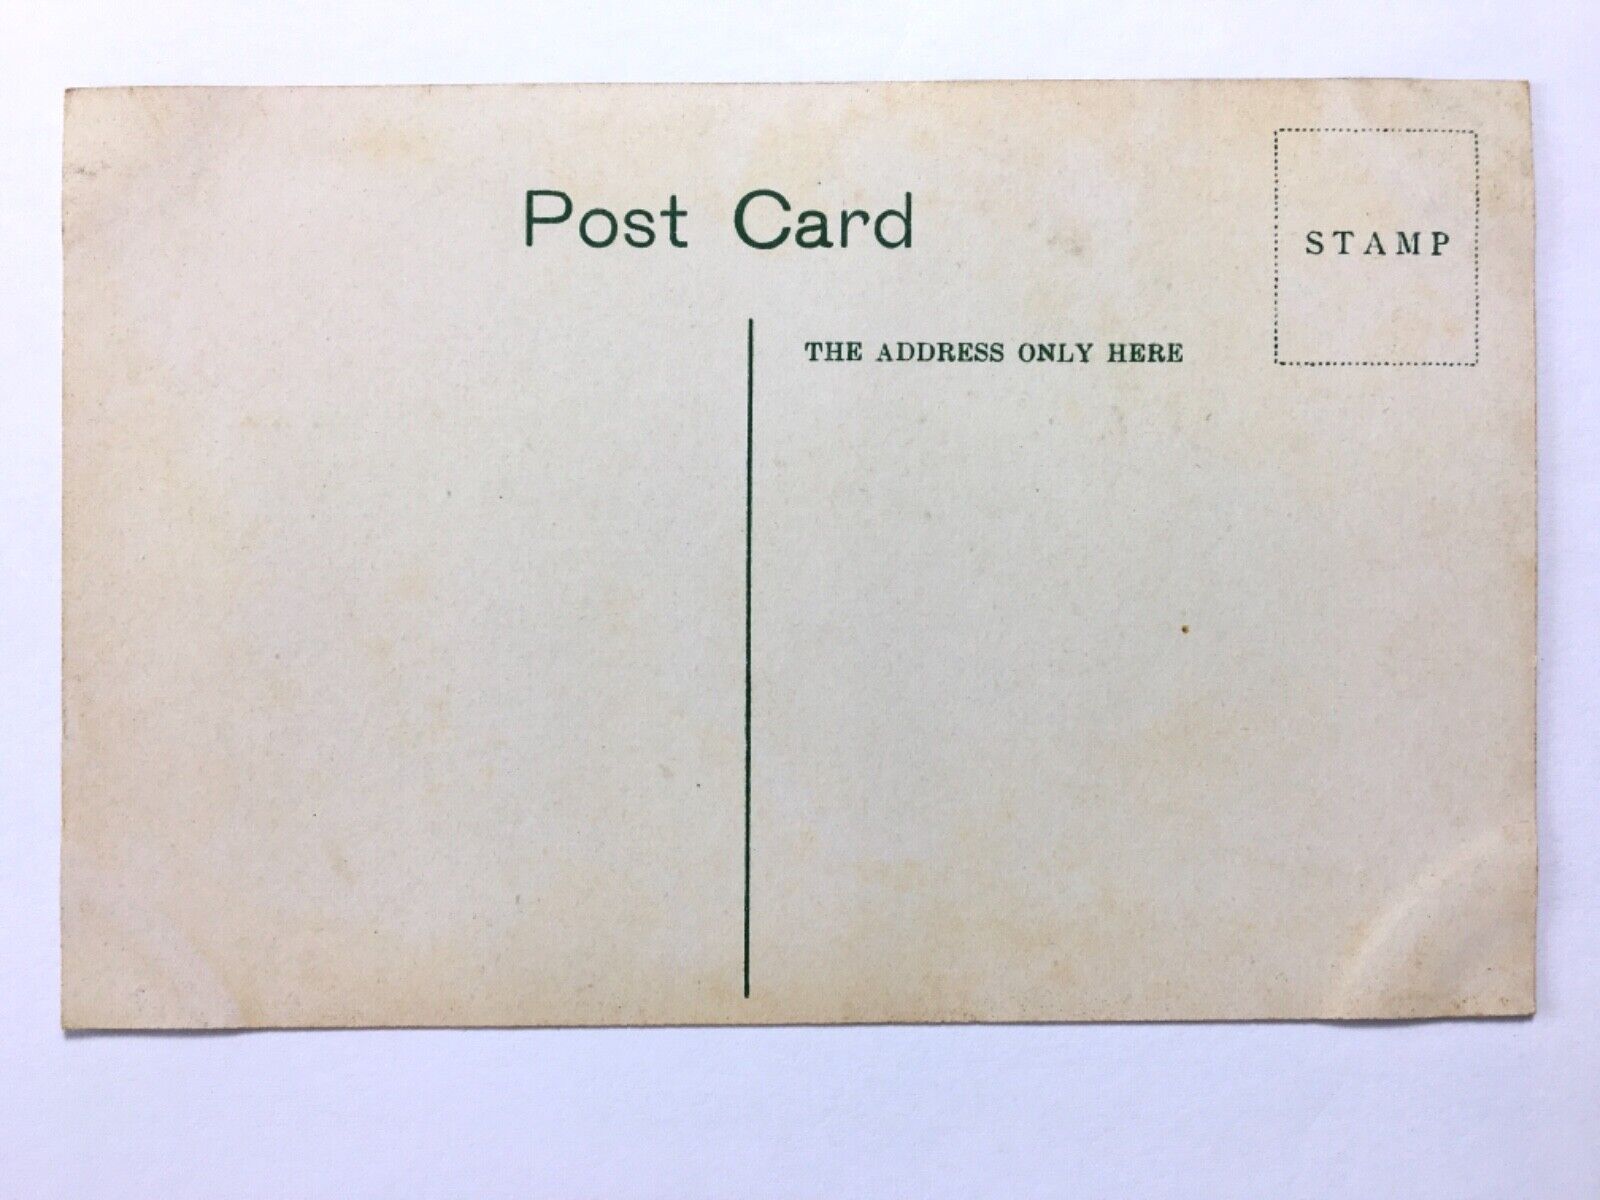 Post Card
STAMP
THE ADDRESS ONLY HERE